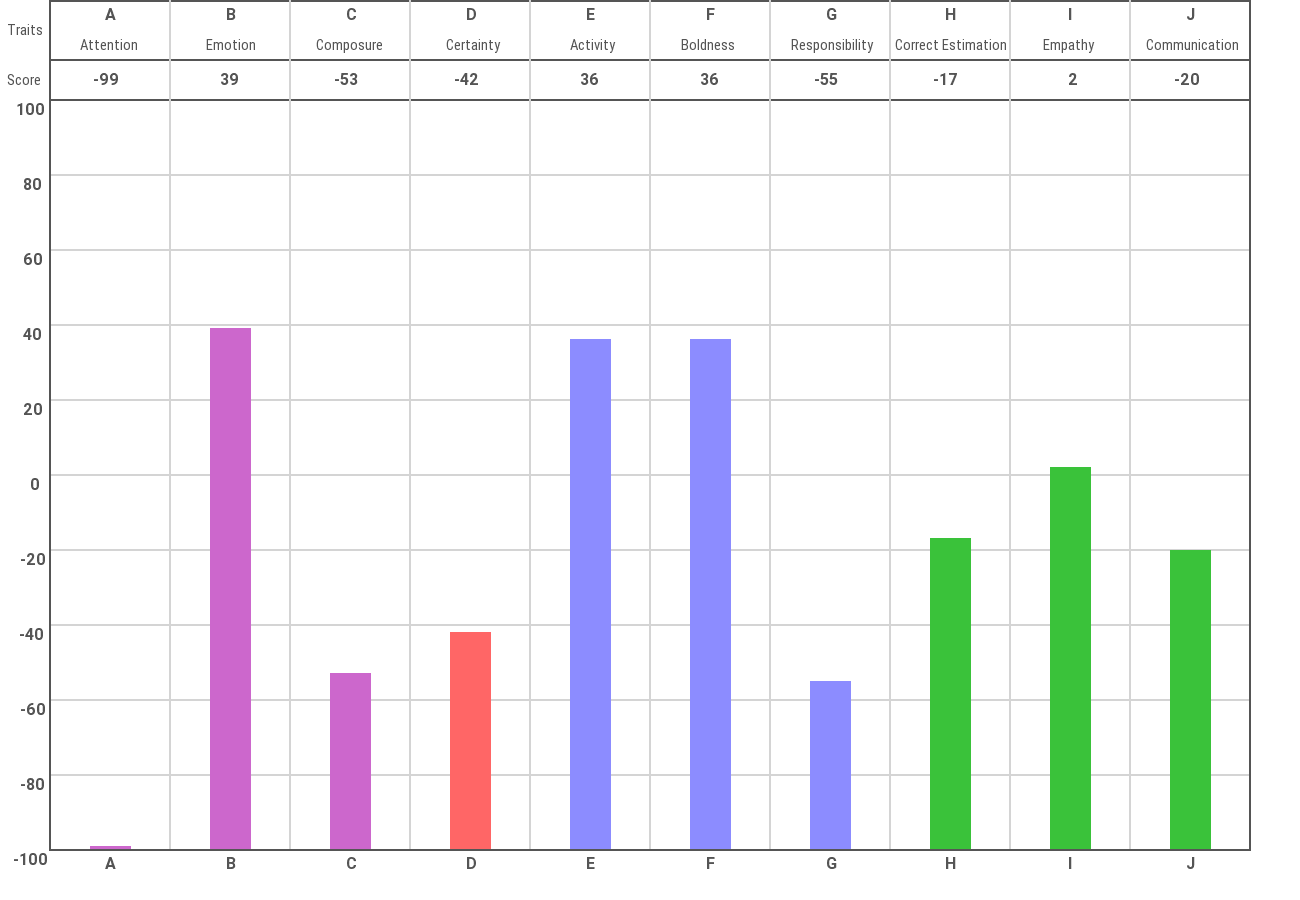 Traits
A B C D E F G H I J
Attention Emotion Composure Certainty Activity Boldness Responsibility Correct Estimation Empathy Communication
Score -99 39 -53 -42 36 36 -55 -17 2 -20
100
80
60
40
20
0
-20
-40
-60
-80
-100
A B C D E F G H I J